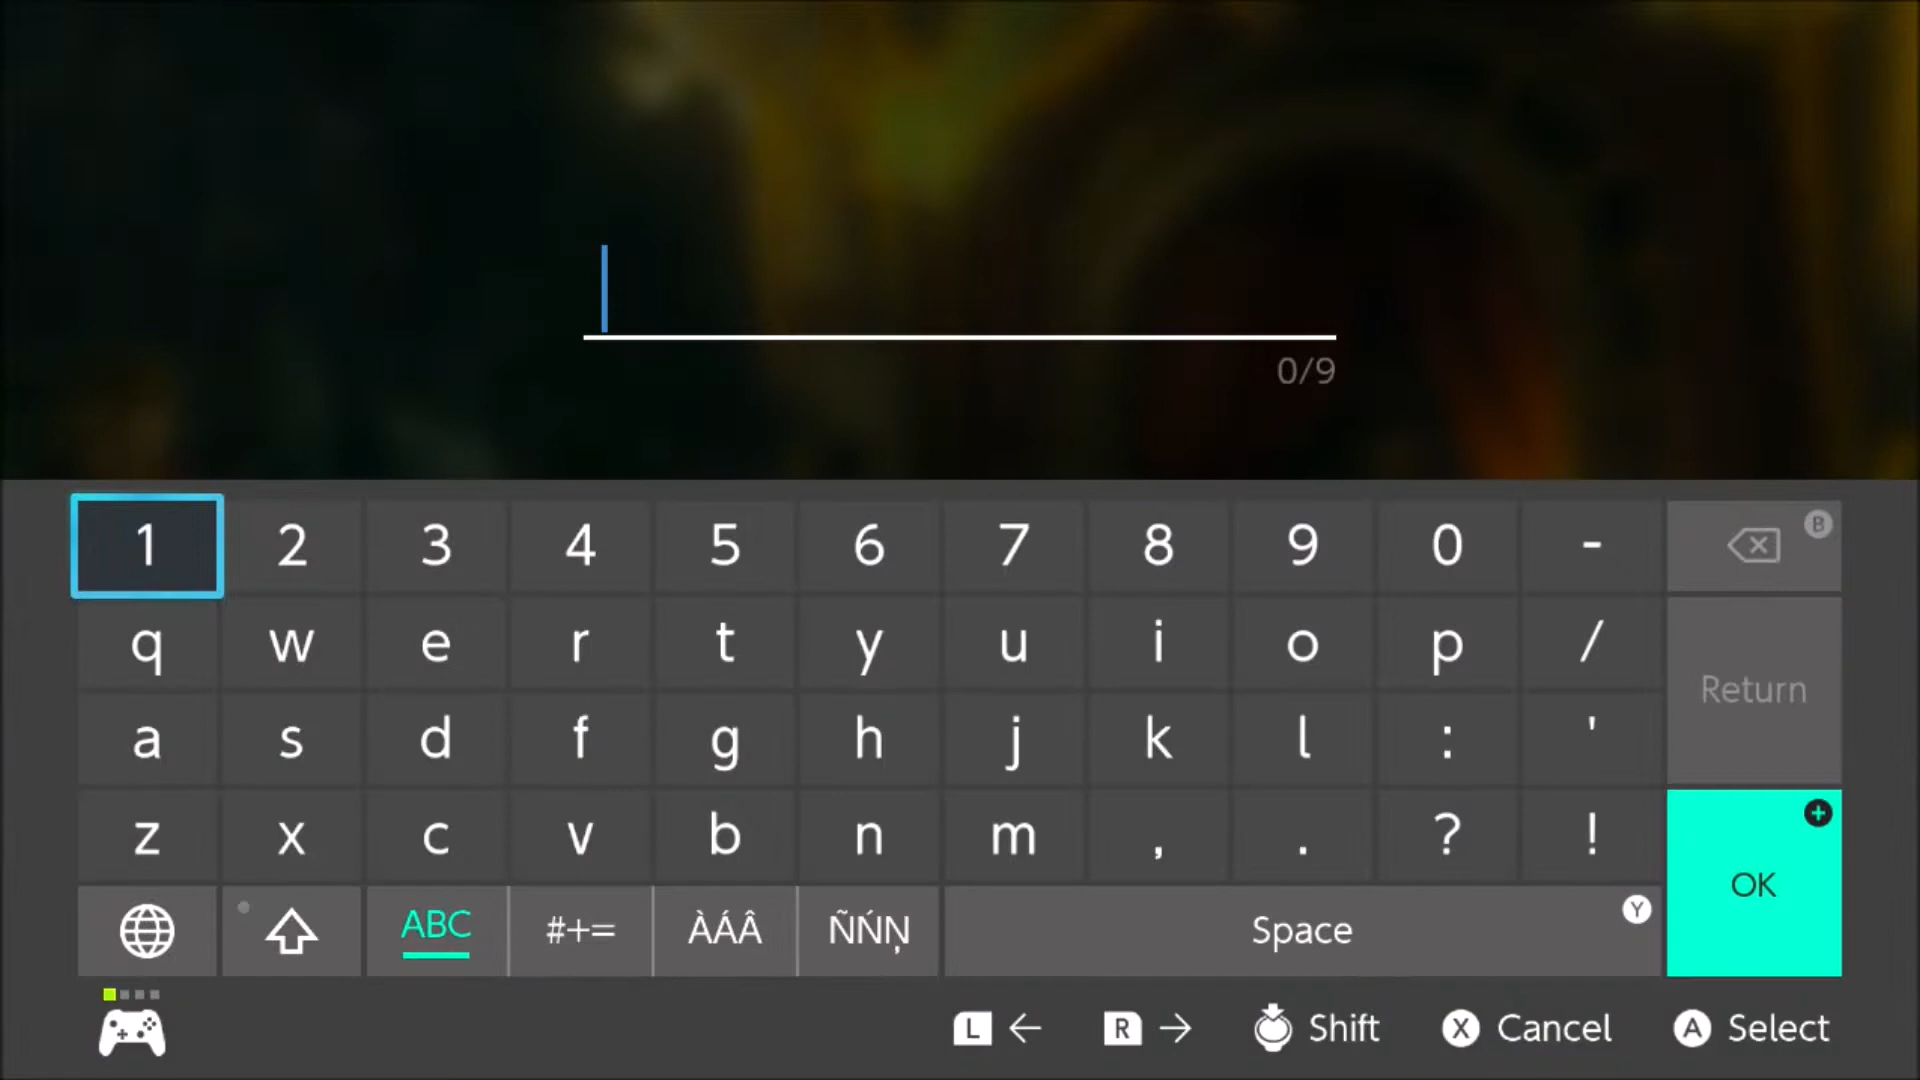 0/9
1 2 3 4 5 6 7 8 9 0 - B
q w e r t y u i o p /
Return
a s d f g h j k l : '
z x c v b n m , . ? ! +
OK
ABC #+= ÀÁÂ ÑŃŅ Space Y
L ← R → Shift X Cancel A Select